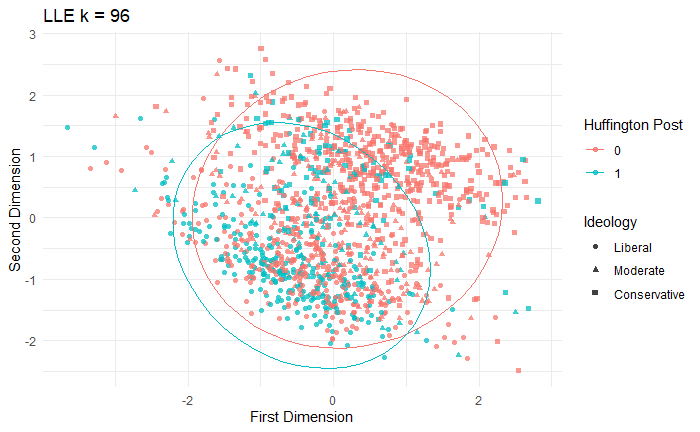 LLE k = 96
3
2
1
0
-1
-2
-2
0
2
First Dimension
Second Dimension
Huffington Post
0
1
Ideology
Liberal
Moderate
Conservative